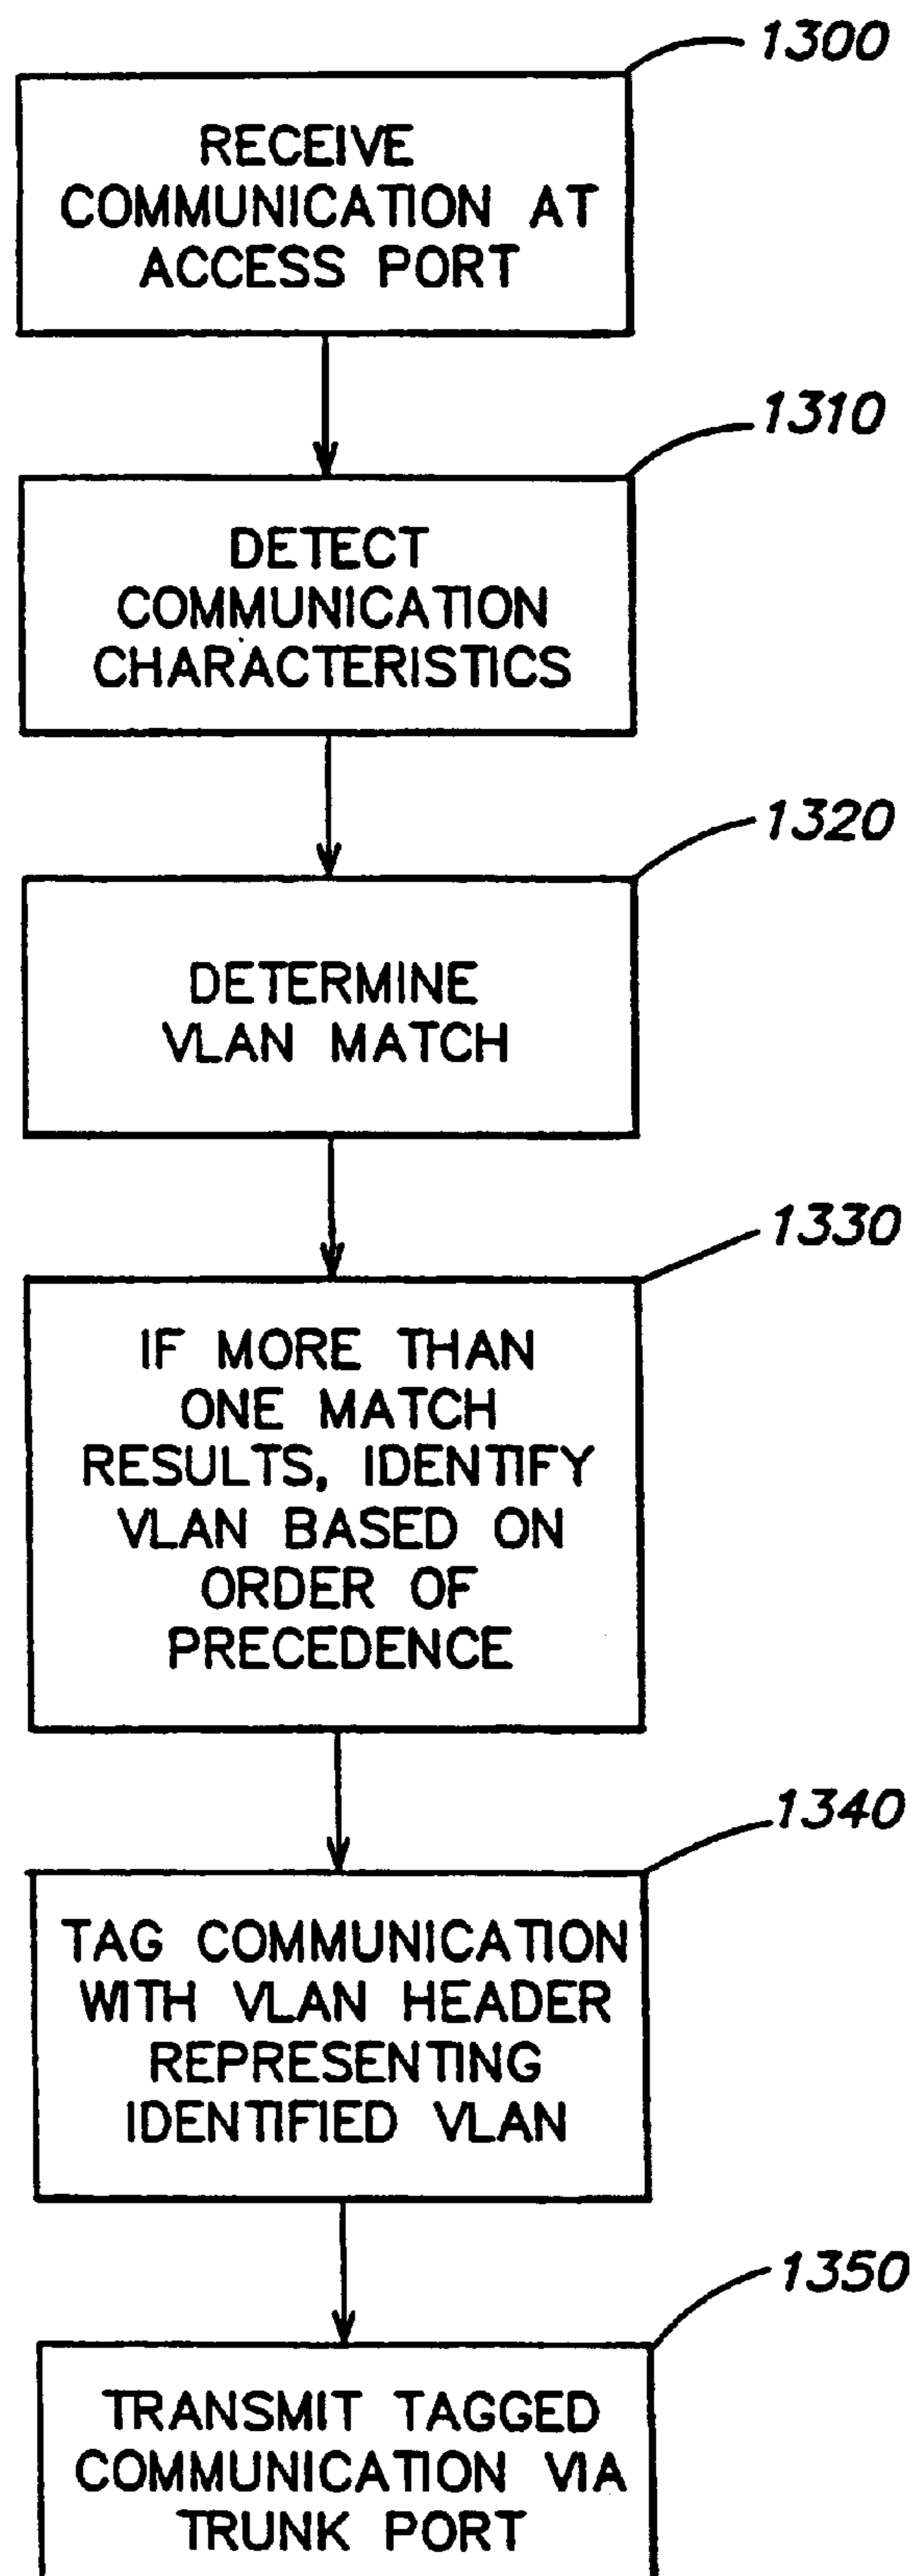 1300
RECEIVE
COMMUNICATION AT
ACCESS PORT
1310
DETECT
COMMUNICATION
CHARACTERISTICS
1320
DETERMINE
VLAN MATCH
1330
IF MORE THAN
ONE MATCH
RESULTS, IDENTIFY
VLAN BASED ON
ORDER OF
PRECEDENCE
1340
TAG COMMUNICATION
WITH VLAN HEADER
REPRESENTING
IDENTIFIED VLAN
1350
TRANSMIT TAGGED
COMMUNICATION VIA
TRUNK PORT